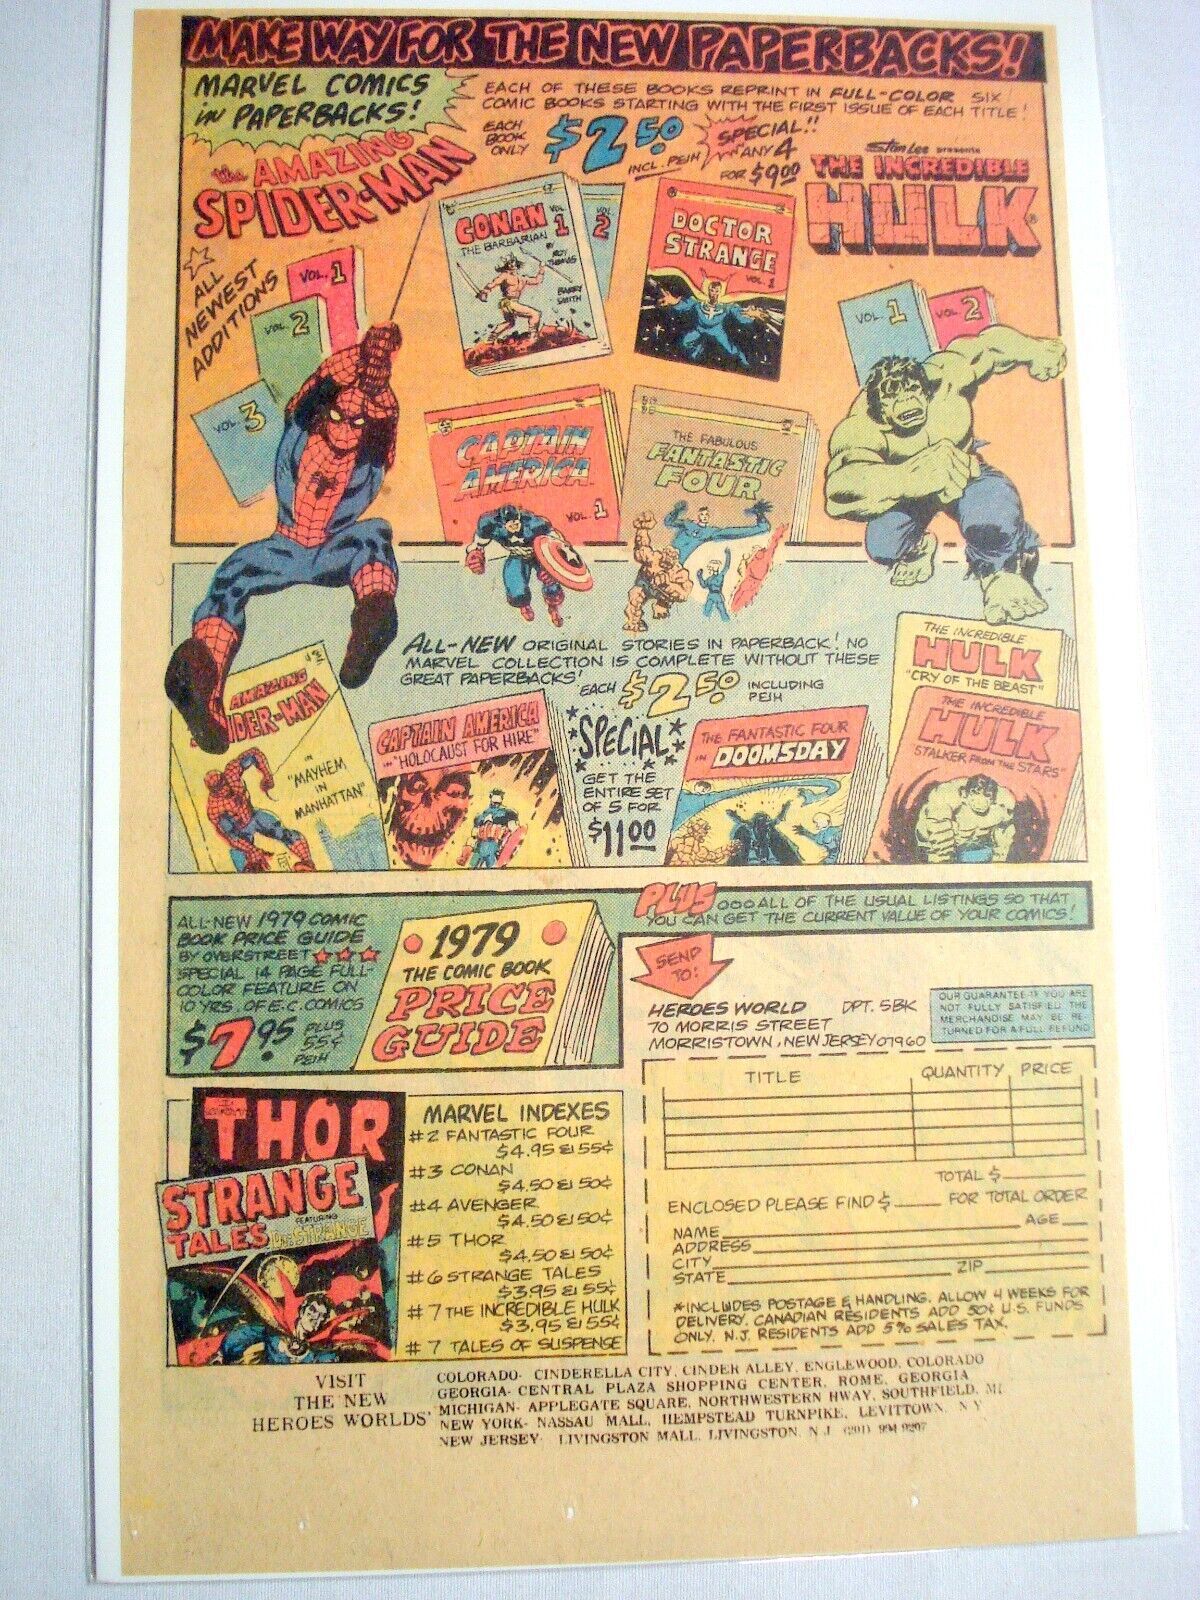 MAKE WAY FOR THE NEW PAPERBACKS!
MARVEL COMICS
in PAPERBACKS!
EACH OF THESE BOOKS REPRINT IN FULL-COLOR SIX
COMIC BOOKS STARTING WITH THE FIRST ISSUE OF EACH TITLE!
EACH
BOOK
ONLY
$2.50
INCL. P&H
SPECIAL!!
ANY 4
FOR $9.00
the AMAZING
SPIDER-MAN
Stan Lee presents
THE INCREDIBLE
HULK®
ALL
NEWEST
ADDITIONS
VOL. 1
VOL. 2
VOL 3
CONAN
THE BARBARIAN
VOL. 1
BY
ROY
THOMAS
BARRY
SMITH
VOL.
2
DOCTOR
STRANGE
VOL. 1
VOL 1
VOL 2
CAPTAIN
AMERICA
VOL. 1
THE FABULOUS
FANTASTIC
FOUR
ALL-NEW ORIGINAL STORIES IN PAPERBACK! NO
MARVEL COLLECTION IS COMPLETE WITHOUT THESE
GREAT PAPERBACKS!
EACH $2.50 INCLUDING
P&H
AMAZING
SPIDER-MAN
IN
"MAYHEM
IN
MANHATTAN"
CAPTAIN AMERICA
IN "HOLOCAUST FOR HIRE"
SPECIAL
GET THE
ENTIRE SET
OF 5 FOR
$11.00
THE FANTASTIC FOUR
IN DOOMSDAY
THE INCREDIBLE
HULK
"CRY OF THE BEAST"
THE INCREDIBLE
HULK
STALKER FROM THE STARS"
ALL-NEW 1979 COMIC
BOOK PRICE GUIDE
BY OVERSTREET
SPECIAL 14 PAGE FULL-
COLOR FEATURE ON
10 YRS. OF E.C. COMICS
$7.95 PLUS
55¢
P&H
1979
THE COMIC BOOK
PRICE
GUIDE
PLUS ...ALL OF THE USUAL LISTINGS SO THAT
YOU CAN GET THE CURRENT VALUE OF YOUR COMICS!
SEND
TO:
HEROES WORLD DPT. 5BK
70 MORRIS STREET
MORRISTOWN, NEW JERSEY 07960
OUR GUARANTEE-IF YOU ARE
NOT FULLY SATISFIED THE
MERCHANDISE MAY BE RE-
TURNED FOR A FULL REFUND
TITLE QUANTITY PRICE
TOTAL $
ENCLOSED PLEASE FIND $ FOR TOTAL ORDER
NAME AGE
ADDRESS
CITY
STATE ZIP
*INCLUDES POSTAGE & HANDLING. ALLOW 4 WEEKS FOR
DELIVERY. CANADIAN RESIDENTS ADD 50¢ U.S. FUNDS
ONLY. N.J. RESIDENTS ADD 5% SALES TAX.
THOR
STRANGE
TALES
FEATURING
DR. STRANGE
MARVEL INDEXES
#2 FANTASTIC FOUR
$4.95 & 55¢
#3 CONAN
$4.50 & 50¢
#4 AVENGER
$4.50 & 50¢
#5 THOR
$4.50 & 50¢
#6 STRANGE TALES
$3.95 & 55¢
#7 THE INCREDIBLE HULK
$3.95 & 55¢
#7 TALES OF SUSPENSE
VISIT
THE NEW
HEROES WORLDS'
COLORADO- CINDERELLA CITY, CINDER ALLEY, ENGLEWOOD, COLORADO
GEORGIA- CENTRAL PLAZA SHOPPING CENTER, ROME, GEORGIA
MICHIGAN- APPLEGATE SQUARE, NORTHWESTERN HWAY, SOUTHFIELD, MI
NEW YORK- NASSAU MALL, HEMPSTEAD TURNPIKE, LEVITTOWN, N.Y
NEW JERSEY- LIVINGSTON MALL, LIVINGSTON, N.J (201) 994-9207